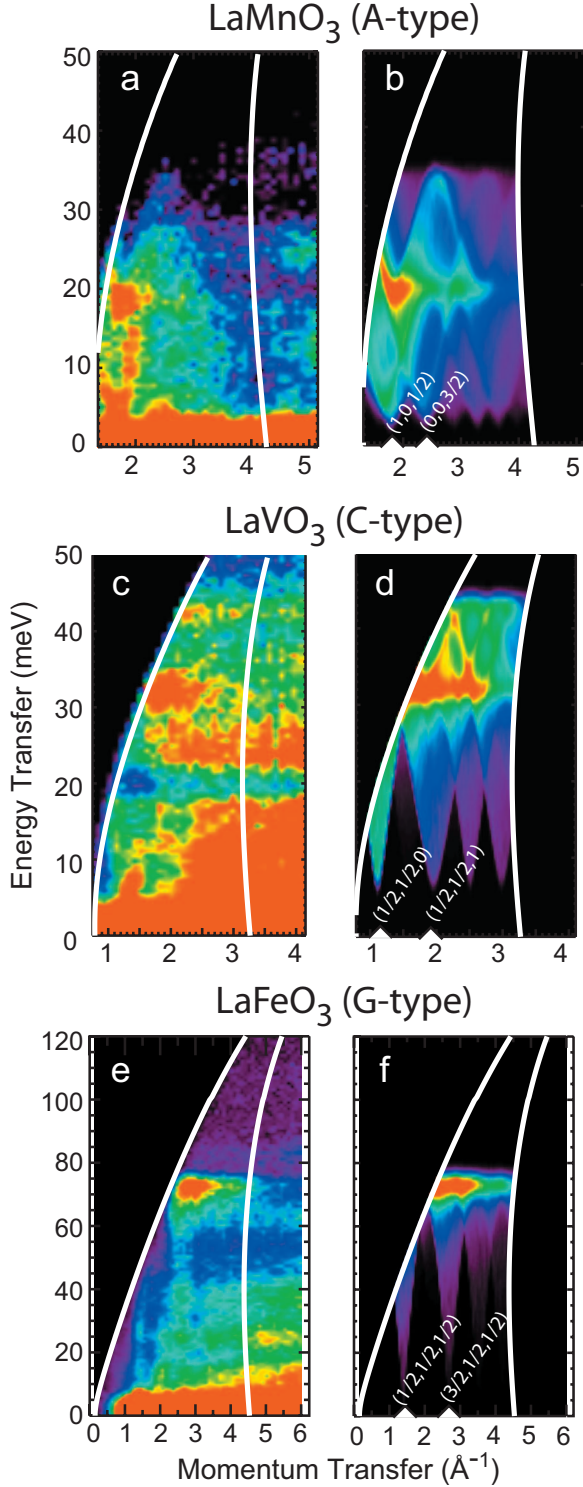 LaMnO₃ (A-type)
a
b
50
40
30
20
10
0
(1,0,1/2)
(0,0,3/2)
2 3 4 5
2 3 4 5
LaVO₃ (C-type)
c
d
50
40
30
20
10
0
Energy Transfer (meV)
(1/2,1/2,0)
(1/2,1/2,1)
1 2 3 4
1 2 3 4
LaFeO₃ (G-type)
e
f
120
100
80
60
40
20
0
(1/2,1/2,1/2)
(3/2,1/2,1/2)
0 1 2 3 4 5 6
0 1 2 3 4 5 6
Momentum Transfer (Å⁻¹)